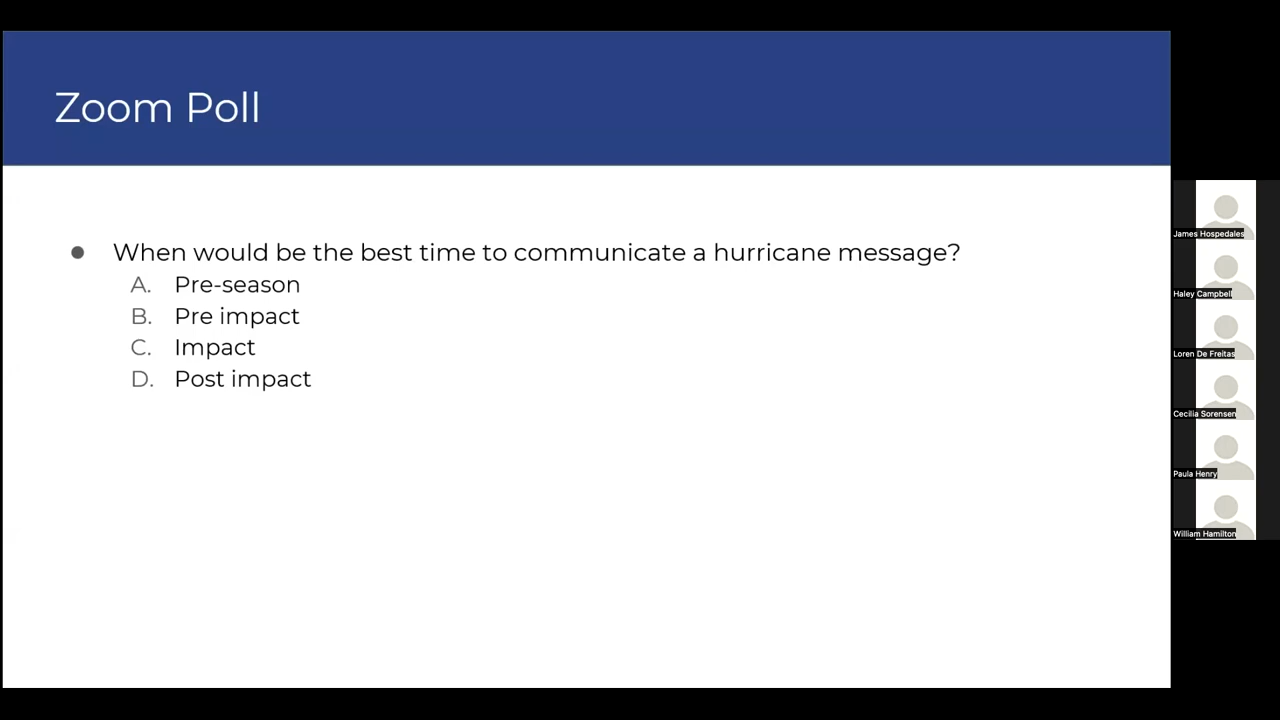 Zoom Poll
● When would be the best time to communicate a hurricane message?
A. Pre-season
B. Pre impact
C. Impact
D. Post impact
James Hospedales
Haley Campbell
Loren De Freitas
Cecilia Sorensen
Paula Henry
William Hamilton